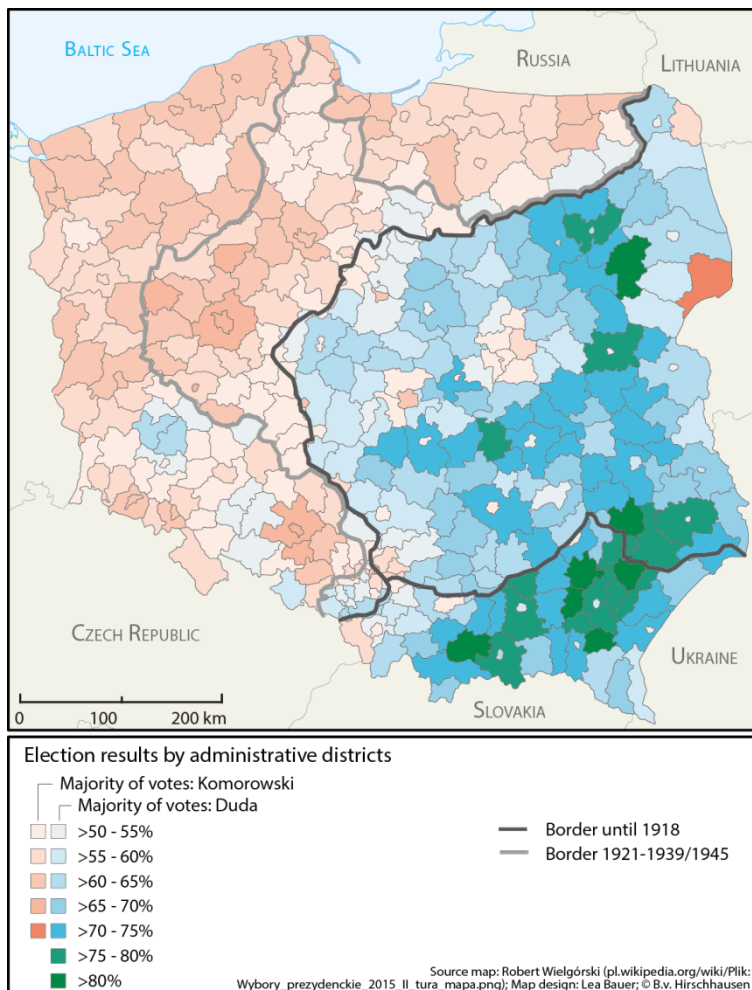 BALTIC SEA
RUSSIA
LITHUANIA
CZECH REPUBLIC
UKRAINE
SLOVAKIA
0 100 200 km
Election results by administrative districts
Majority of votes: Komorowski
Majority of votes: Duda
>50 - 55%
>55 - 60%
>60 - 65%
>65 - 70%
>70 - 75%
>75 - 80%
>80%
Border until 1918
Border 1921-1939/1945
Source map: Robert Wielgórski (pl.wikipedia.org/wiki/Plik:
Wybory_prezydenckie_2015_II_tura_mapa.png); Map design: Lea Bauer; © B.v. Hirschhausen